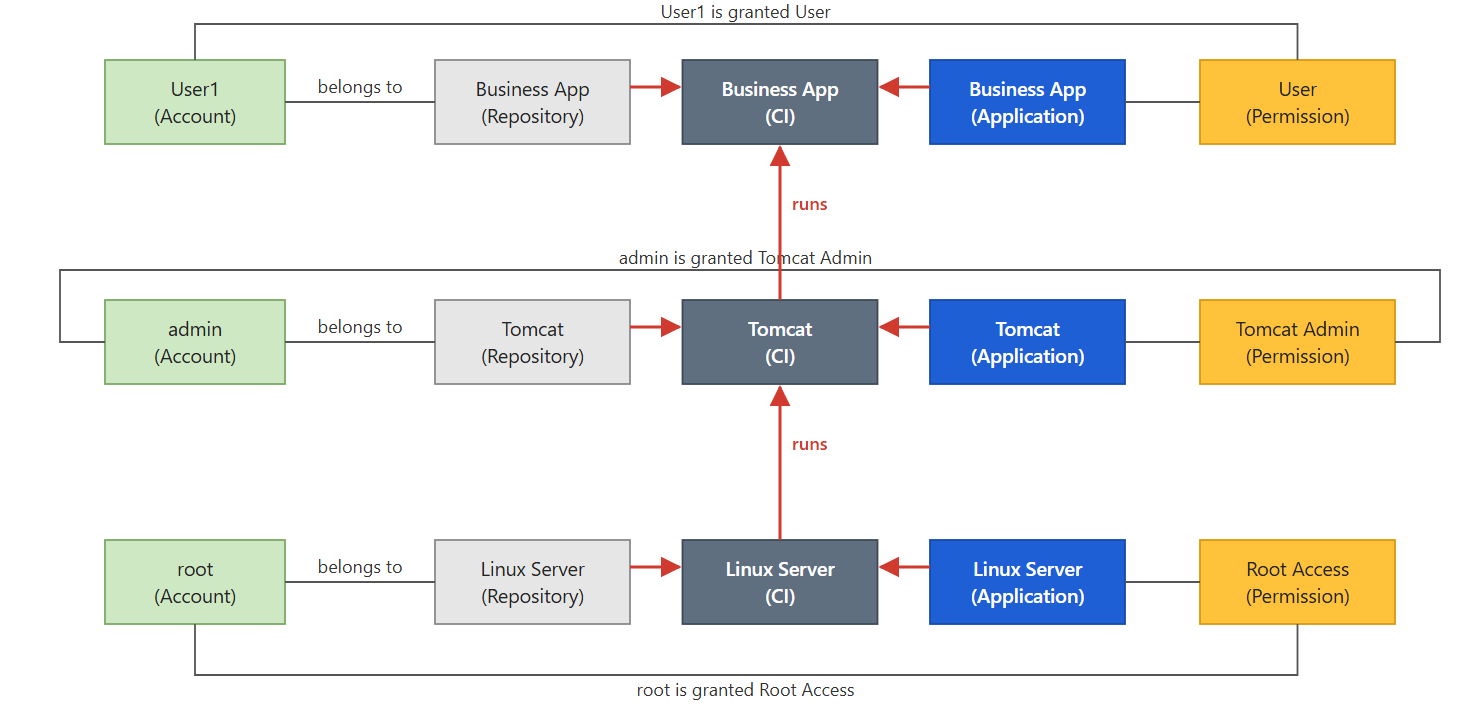 User1 is granted User
User1
(Account)
belongs to
Business App
(Repository)
Business App
(CI)
Business App
(Application)
User
(Permission)
runs
admin is granted Tomcat Admin
admin
(Account)
belongs to
Tomcat
(Repository)
Tomcat
(CI)
Tomcat
(Application)
Tomcat Admin
(Permission)
runs
root
(Account)
belongs to
Linux Server
(Repository)
Linux Server
(CI)
Linux Server
(Application)
Root Access
(Permission)
root is granted Root Access